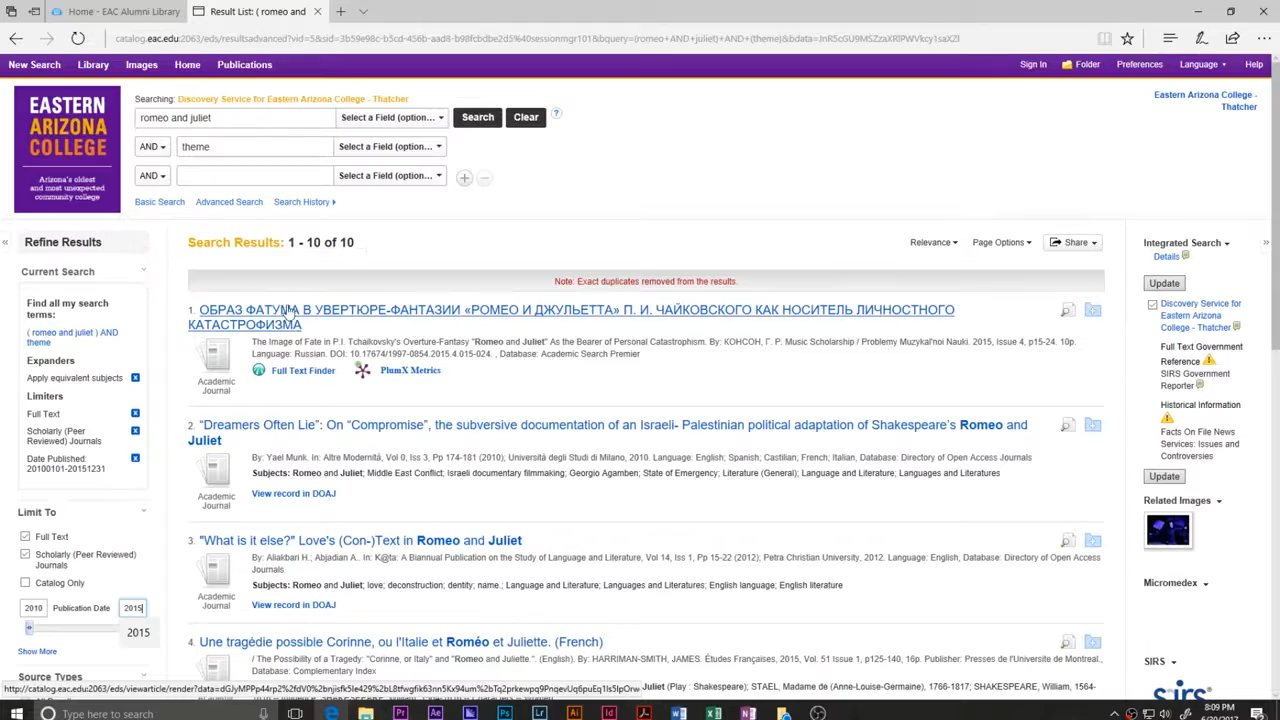 Home - EAC Alumni Library
Result List: ( romeo and
catalog.eac.edu:2063/eds/resultsadvanced?vid=5&sid=3b59e98c-b5cd-456b-aad8-b98fcbdbe2d5%40sessionmgr101&bquery=(romeo+AND+juliet)+AND+(theme)&bdata=
New Search Library Images Home Publications
Sign In Folder Preferences Language Help
Searching: Discovery Service for Eastern Arizona College - Thatcher
Eastern Arizona College - Thatcher
EASTERN
ARIZONA
COLLEGE
Arizona's oldest
and most unexpected
community college
romeo and juliet Select a Field (option... Search Clear ?
AND theme Select a Field (option...
AND Select a Field (option...
Basic Search Advanced Search Search History
Refine Results
Current Search
Find all my search
terms in:
( romeo and juliet ) AND
theme
Expanders
Apply equivalent subjects
Limiters
Full Text
Scholarly (Peer
Reviewed) Journals
Date Published:
20100101-20151231
Limit To
Full Text
Scholarly (Peer Reviewed)
Journals
Catalog Only
2010 Publication Date 2015
2015
Show More
Source Types
Search Results: 1 - 10 of 10
Relevance Page Options Share
Note: Exact duplicates removed from the results.
1. ОБРАЗ ФАТУМА В УВЕРТЮРЕ-ФАНТАЗИИ «РОМЕО И ДЖУЛЬЕТТА» П. И. ЧАЙКОВСКОГО КАК НОСИТЕЛЬ ЛИЧНОСТНОГО
КАТАСТРОФИЗМА
The Image of Fate in P.I. Tchaikovsky's Overture-Fantasy "Romeo and Juliet" As the Bearer of Personal Catastrophism. By: КОНСОН, Г. Р. Music Scholarship / Problemy Muzykal'noi Nauki. 2015, Issue 4, p15-24. 10p.
Language: Russian. DOI: 10.17674/1997-0854.2015.4.015-024. , Database: Academic Search Premier
Academic
Journal
Full Text Finder PlumX Metrics
2. "Dreamers Often Lie": On "Compromise", the subversive documentation of an Israeli- Palestinian political adaptation of Shakespeare's Romeo and
Juliet
By: Yael Munk. In: Altre Modernità, Vol 0, Iss 3, Pp 174-181 (2010); Università degli Studi di Milano, 2010. Language: English; Spanish; Castilian, French, Italian, Database: Directory of Open Access Journals
Subjects: Romeo and Juliet; Middle East Conflict; Israeli documentary filmmaking; Georgio Agamben; State of Emergency; Literature (General); Language and Literature; Languages and Literatures
Academic
Journal
View record in DOAJ
3. "What is it else?" Love's (Con-)Text in Romeo and Juliet
By: Aliakbari H.; Abjadian A.. In: K@ta: A Biannual Publication on the Study of Language and Literature, Vol 14, Iss 1, Pp 15-22 (2012); Petra Christian University, 2012. Language: English, Database: Directory of Open Access
Journals
Subjects: Romeo and Juliet; love; deconstruction; dentity; name.; Language and Literature; Languages and Literatures; English language; English literature
Academic
Journal
View record in DOAJ
4. Une tragédie possible Corinne, ou l'Italie et Roméo et Juliette. (French)
/ The Possibility of a Tragedy: "Corinne, or Italy" and "Romeo and Juliette.". (English). By: HARRIMAN-SMITH, JAMES. Études Françaises, 2015, Vol. 51 Issue 1, p125-140, 16p. Publisher: Presses de l'Universite de Montreal.,
Database: Complementary Index
Juliet (Play : Shakespeare); STAEL, Madame de (Anne-Louise-Germaine), 1766-1817; SHAKESPEARE, William, 1564-
Integrated Search
Details
Update
Discovery Service for
Eastern Arizona
College - Thatcher
Full Text Government
Reference
SIRS Government
Reporter
Historical Information
Facts On File News
Services: Issues and
Controversies
Update
Related Images
Micromedex
SIRS
sirs
Type here to search
8:09 PM
6/20/2017